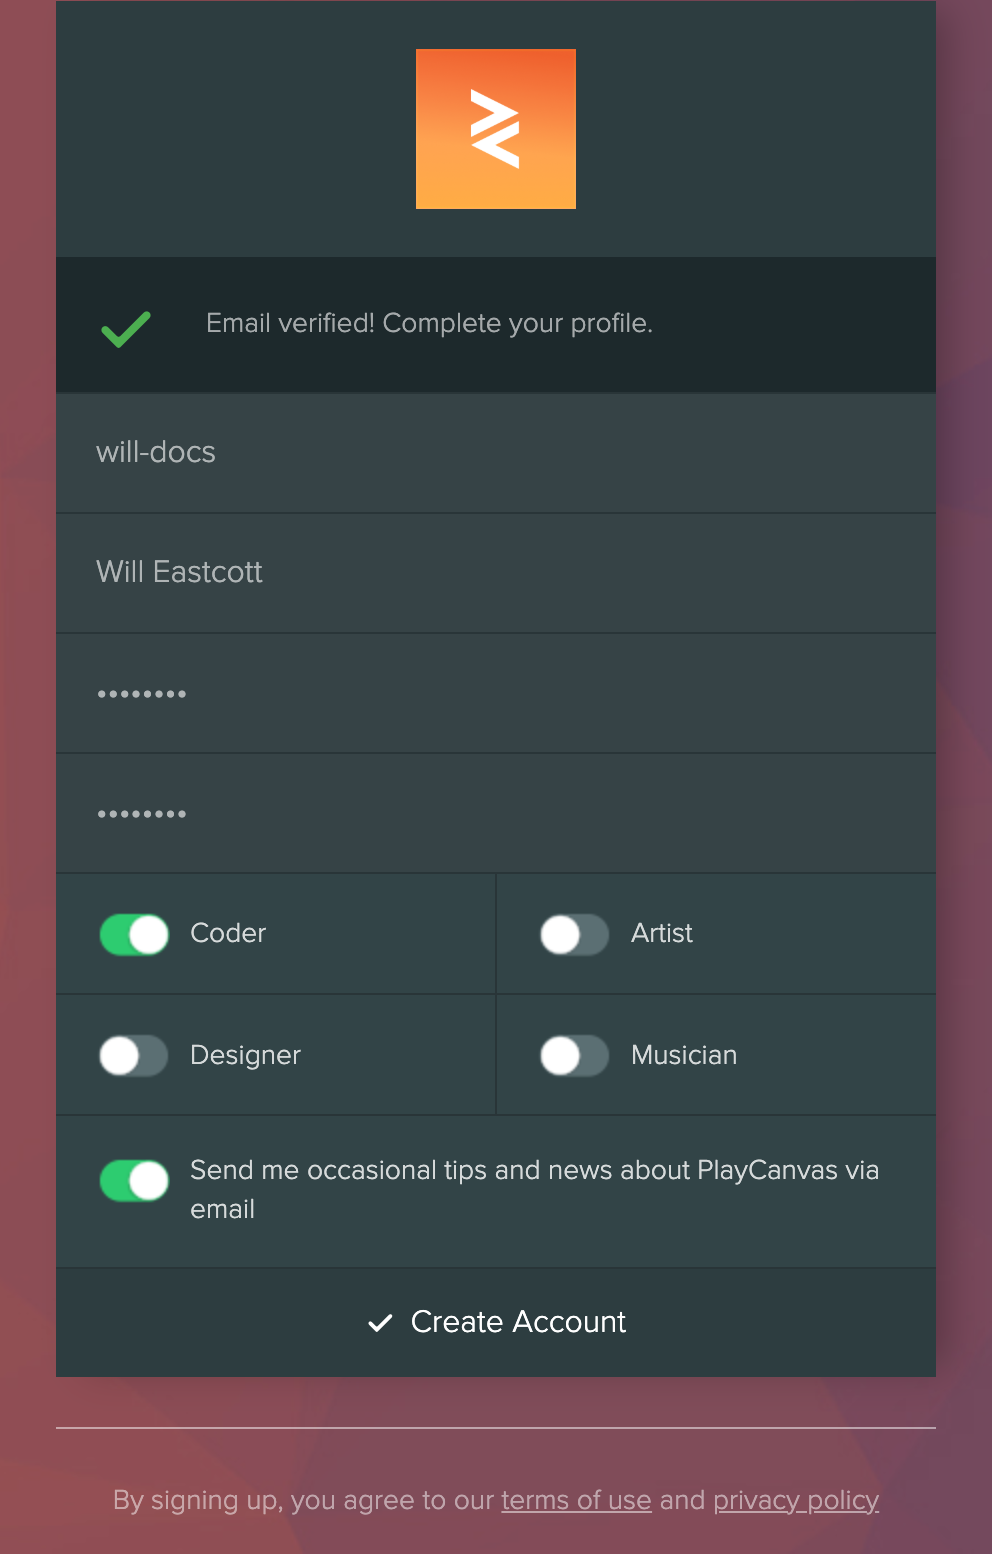 Email verified! Complete your profile.
will-docs
Will Eastcott
••••••••
••••••••
Coder
Artist
Designer
Musician
Send me occasional tips and news about PlayCanvas via
email
Create Account
By signing up, you agree to our terms of use and privacy policy